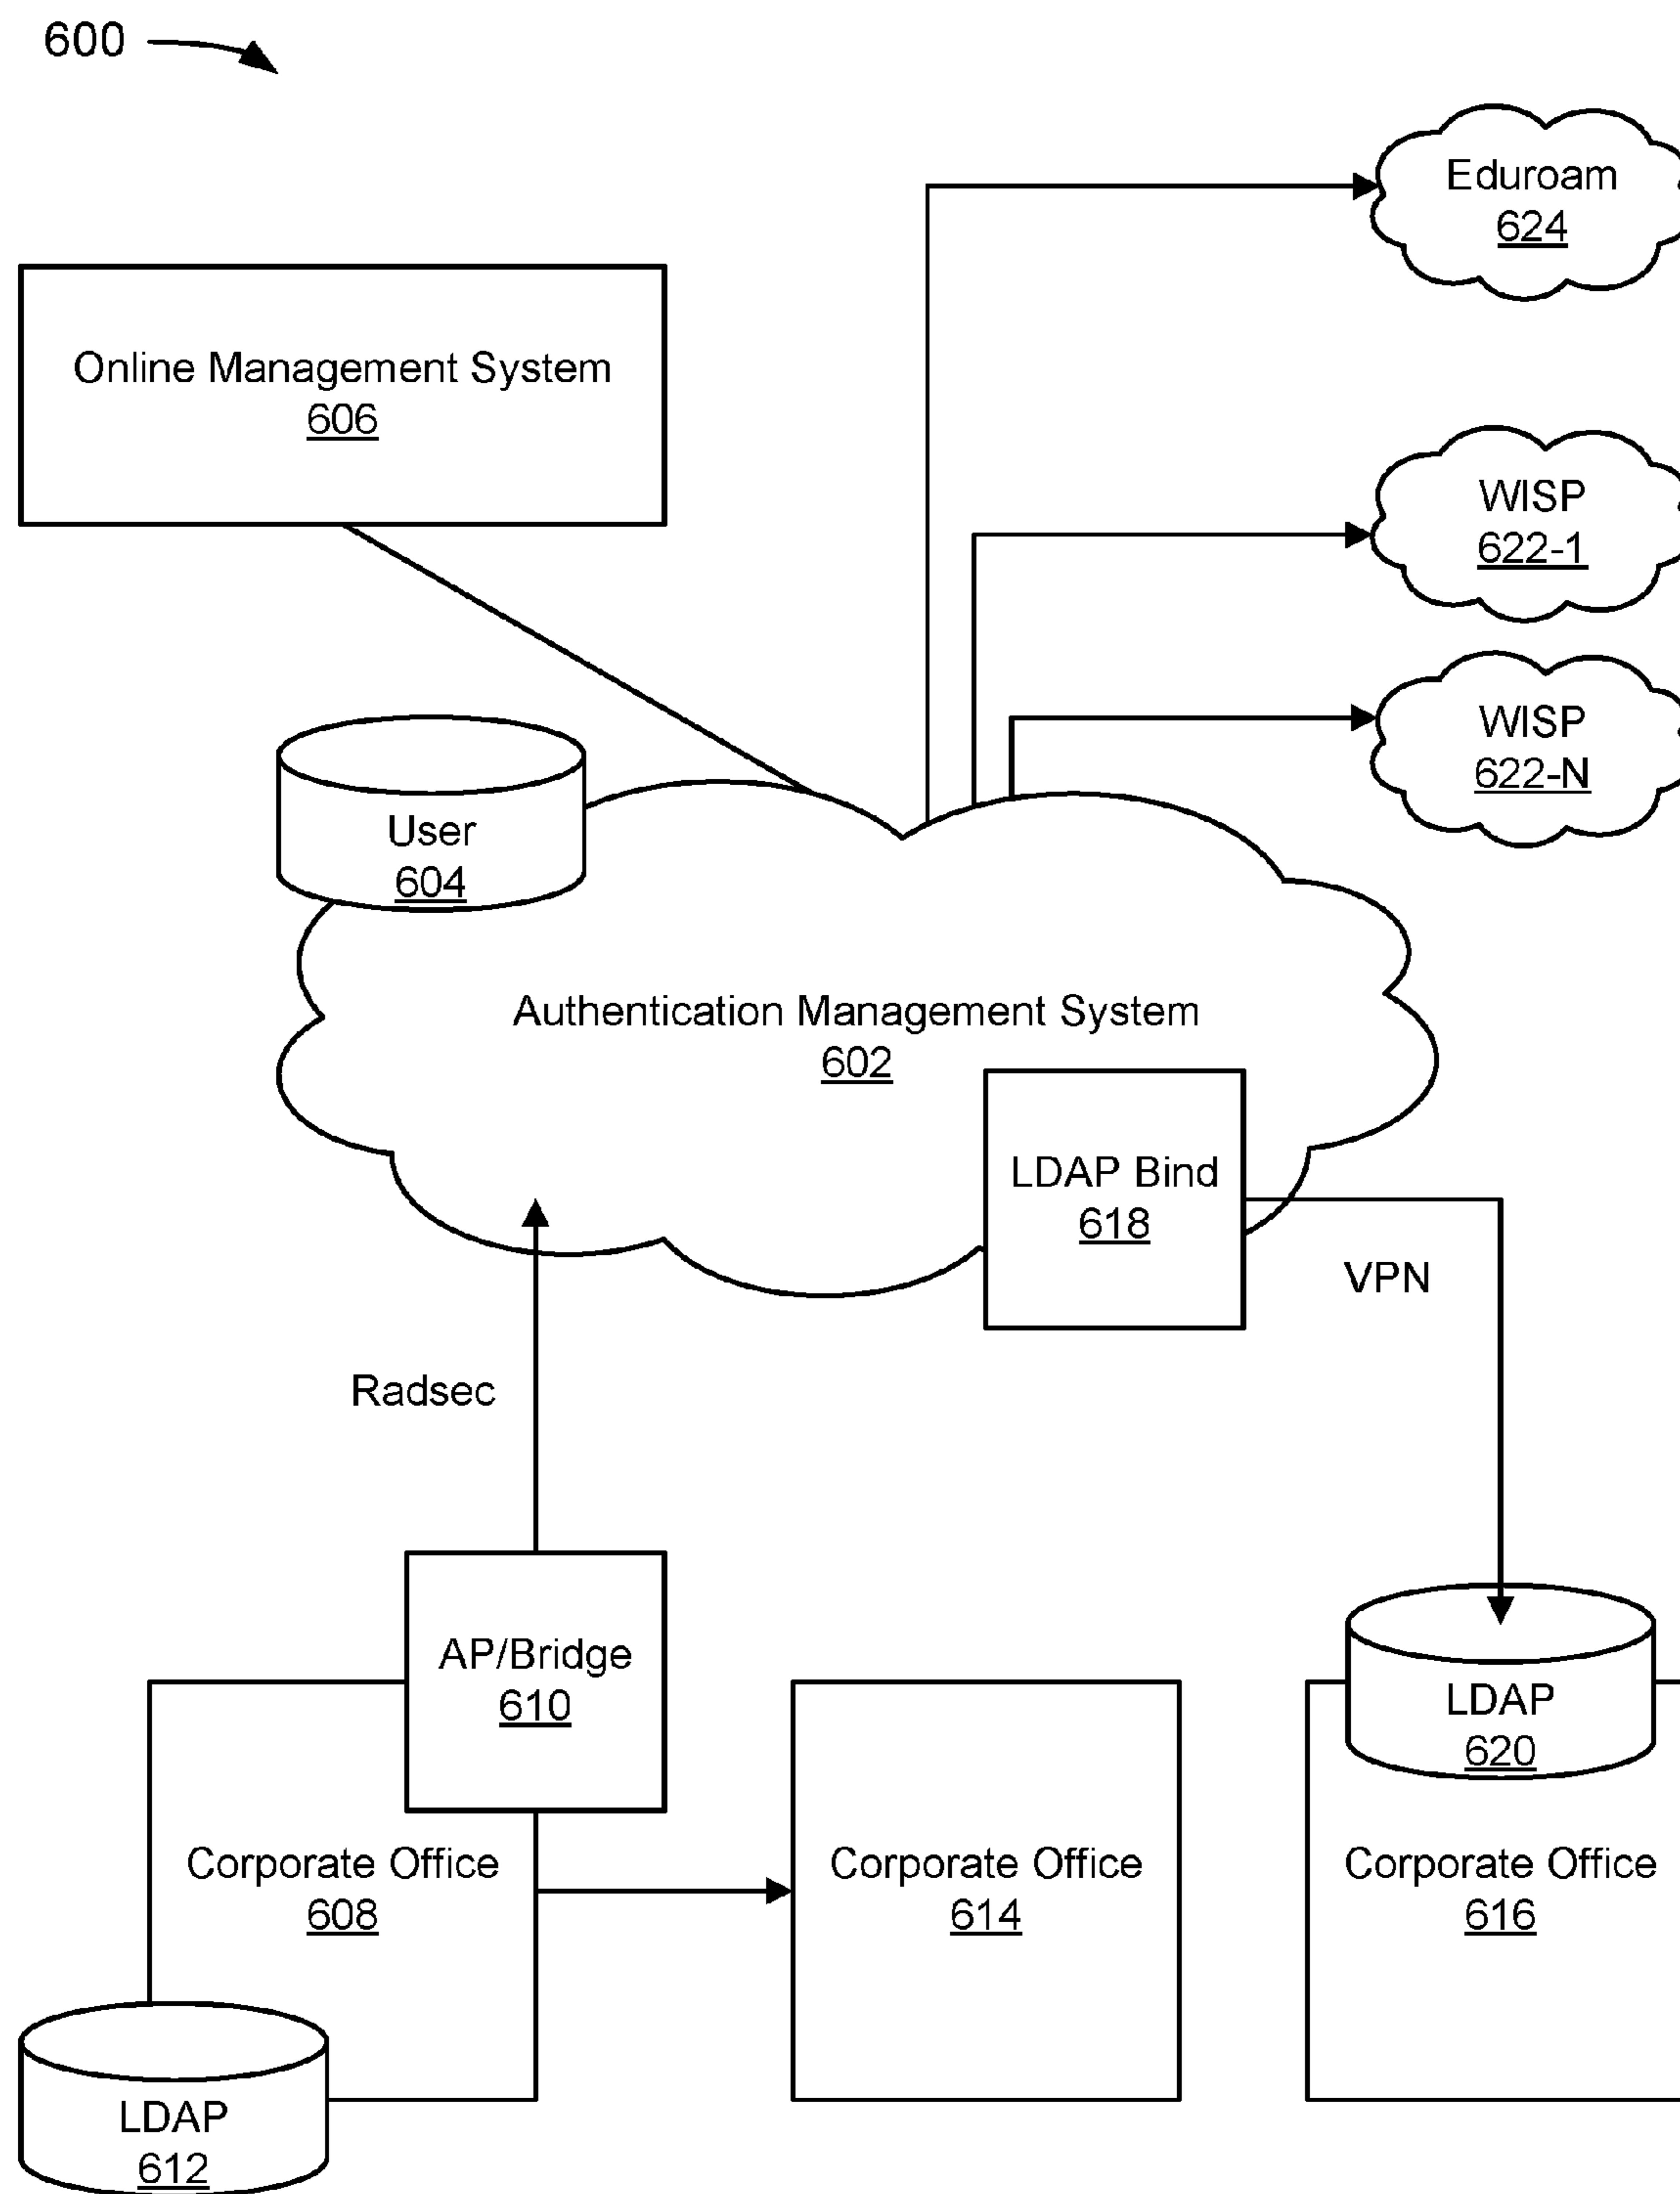 600
Eduroam
624
Online Management System
606
WISP
622-1
WISP
622-N
User
604
Authentication Management System
602
LDAP Bind
618
VPN
Radsec
AP/Bridge
610
LDAP
620
Corporate Office
608
Corporate Office
614
Corporate Office
616
LDAP
612